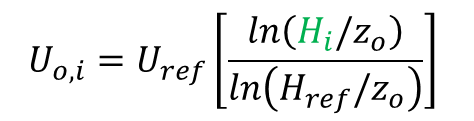 U_{o,i} = U_{ref} [ln(H_i/z_o) / ln(H_{ref}/z_o)]